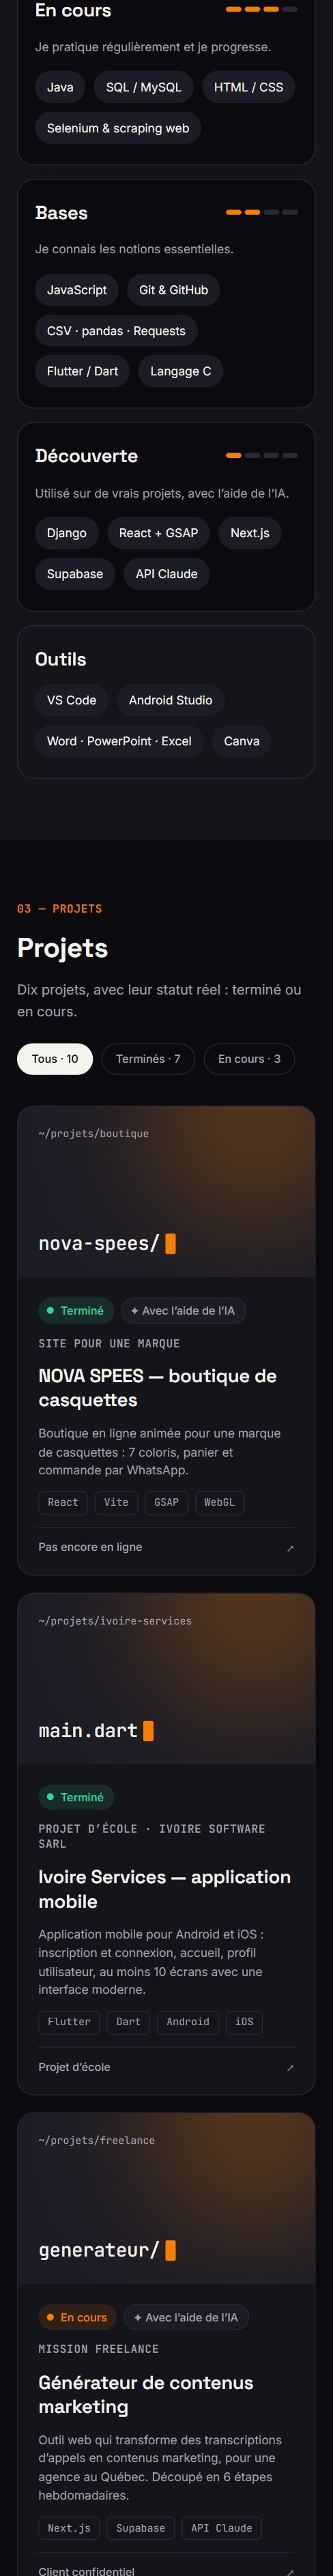 En cours
Je pratique régulièrement et je progresse.
Java
SQL / MySQL
HTML / CSS
Selenium & scraping web
Bases
Je connais les notions essentielles.
JavaScript
Git & GitHub
CSV · pandas · Requests
Flutter / Dart
Langage C
Découverte
Utilisé sur de vrais projets, avec l’aide de l’IA.
Django
React + GSAP
Next.js
Supabase
API Claude
Outils
VS Code
Android Studio
Word · PowerPoint · Excel
Canva
03 — PROJETS
Projets
Dix projets, avec leur statut réel : terminé ou
en cours.
Tous · 10
Terminés · 7
En cours · 3
~/projets/boutique
nova-spees/
Terminé
✦ Avec l’aide de l’IA
SITE POUR UNE MARQUE
NOVA SPEES — boutique de
casquettes
Boutique en ligne animée pour une marque
de casquettes : 7 coloris, panier et
commande par WhatsApp.
React
Vite
GSAP
WebGL
Pas encore en ligne
↗
~/projets/ivoire-services
main.dart
Terminé
PROJET D’ÉCOLE · IVOIRE SOFTWARE
SARL
Ivoire Services — application
mobile
Application mobile pour Android et iOS :
inscription et connexion, accueil, profil
utilisateur, au moins 10 écrans avec une
interface moderne.
Flutter
Dart
Android
iOS
Projet d’école
↗
~/projets/freelance
generateur/
En cours
✦ Avec l’aide de l’IA
MISSION FREELANCE
Générateur de contenus
marketing
Outil web qui transforme des transcriptions
d’appels en contenus marketing, pour une
agence au Québec. Découpé en 6 étapes
hebdomadaires.
Next.js
Supabase
API Claude
Client confidentiel
↗